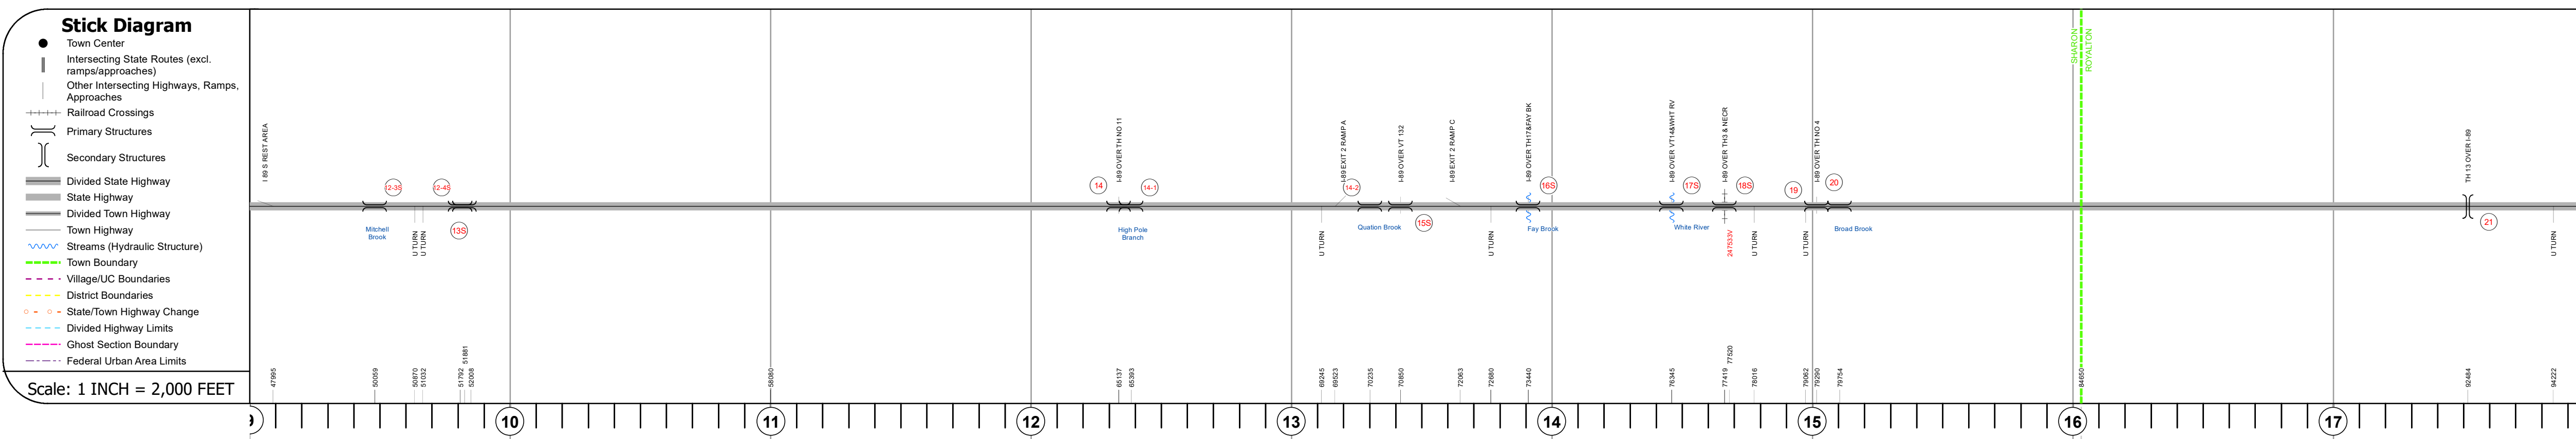 Stick Diagram
Town Center
Intersecting State Routes (excl.
ramps/approaches)
Other Intersecting Highways, Ramps,
Approaches
Railroad Crossings
Primary Structures
Secondary Structures
Divided State Highway
State Highway
Divided Town Highway
Town Highway
Streams (Hydraulic Structure)
Town Boundary
Village/UC Boundaries
District Boundaries
State/Town Highway Change
Divided Highway Limits
Ghost Section Boundary
Federal Urban Area Limits
Scale: 1 INCH = 2,000 FEET
SHARON
ROYALTON
I 89 S REST AREA
I-89 OVER TH NO 11
I-89 EXIT 2 RAMP A
I-89 OVER VT 132
I-89 EXIT 2 RAMP C
I-89 OVER TH17&FAY BK
I-89 OVER VT14&WHT RV
I-89 OVER TH3 & NECR
I-89 OVER TH NO 4
TH 13 OVER I-89
12-3S
12-4S
14
14-1
14-2
16S
17S
18S
19
20
13S
15S
21
Mitchell
Brook
U TURN
U TURN
High Pole
Branch
U TURN
Quation Brook
U TURN
Fay Brook
White River
247533V
U TURN
U TURN
Broad Brook
U TURN
47995
50059
50870
51032
51792
51881
52008
58080
65137
65393
69245
69523
70235
70850
72063
72680
73440
76345
77419
77520
78016
79062
79290
79754
84650
92484
94222
9
10
11
12
13
14
15
16
17